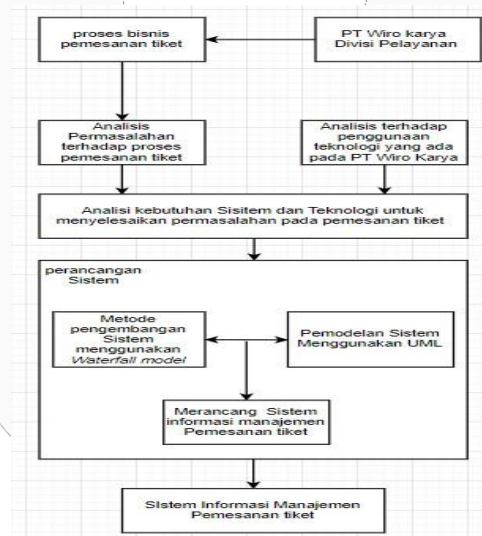 proses bisnis
pemesanan tiket
PT Wiro karya
Divisi Pelayanan
Analisis
Permasalahan
terhadap proses
pemesanan tiket
Analisis terhadap
penggunaan
teknologi yang ada
pada PT Wiro Karya
Analisi kebutuhan Sisitem dan Teknologi untuk
menyelesaikan permasalahan pada pemesanan tiket
perancangan
Sistem
Metode
pengembangan
Sistem
menggunakan
Waterfall model
Pemodelan Sistem
Menggunakan UML
Merancang Sistem
informasi manajemen
Pemesanan tiket
SIstem Informasi Manajemen
Pemesanan tiket